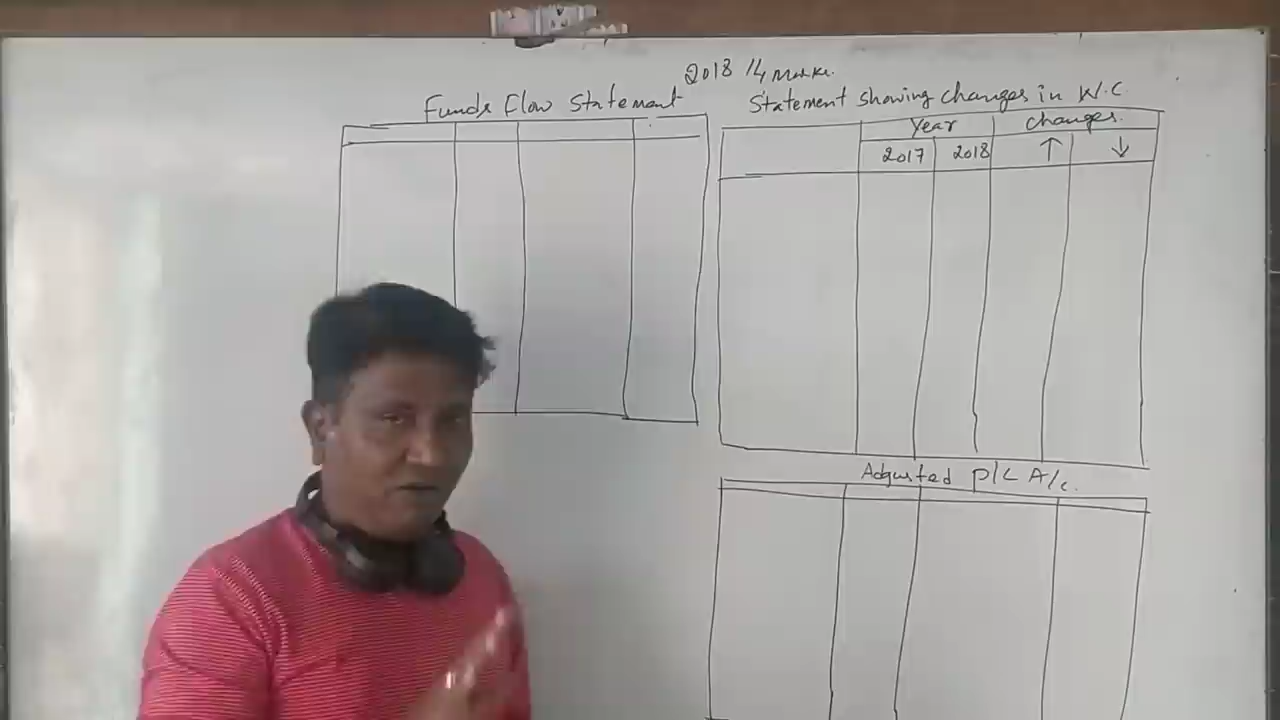 2018 14 Marks.
Funds Flow Statement
Statement showing changes in W.C.
Year
changes.
2017
2018
↑
↓
Adjusted P/L A/c.